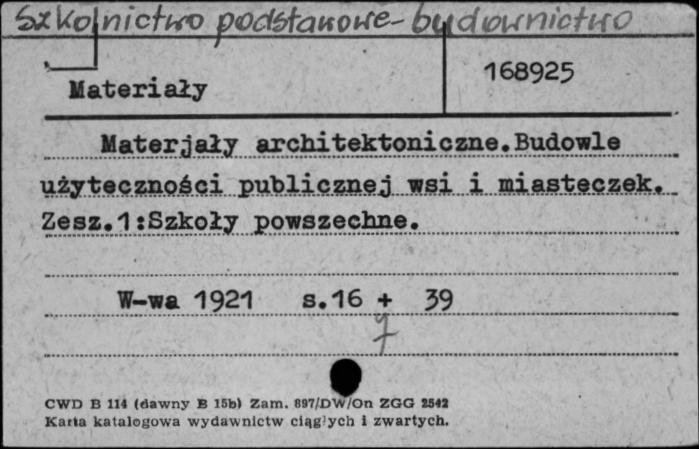 Szkolnictwo podstawowe - budownictwo
Materiały
168925
Materjały architektoniczne.Budowle
użyteczności publicznej wsi i miasteczek.
Zesz.1:Szkoły powszechne.
W-wa 1921 s.16 + 39
CWD B 114 (dawny B 15b) Zam. 897/DW/On ZGG 2542
Karta katalogowa wydawnictw ciągłych i zwartych.